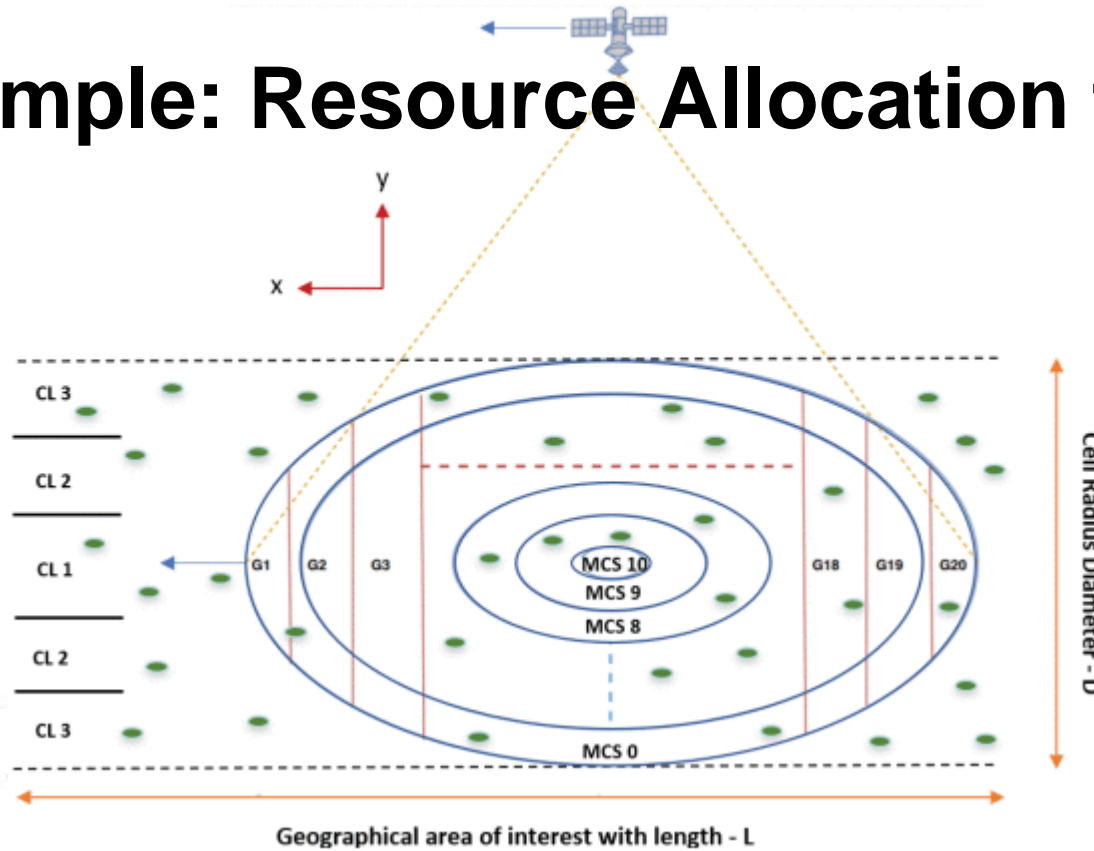 mple: Resource Allocation
y
x
CL 3
CL 2
CL 1
CL 2
CL 3
G1
G2
G3
G18
G19
G20
MCS 10
MCS 9
MCS 8
MCS 0
Cell Radius Diameter - D
Geographical area of interest with length - L